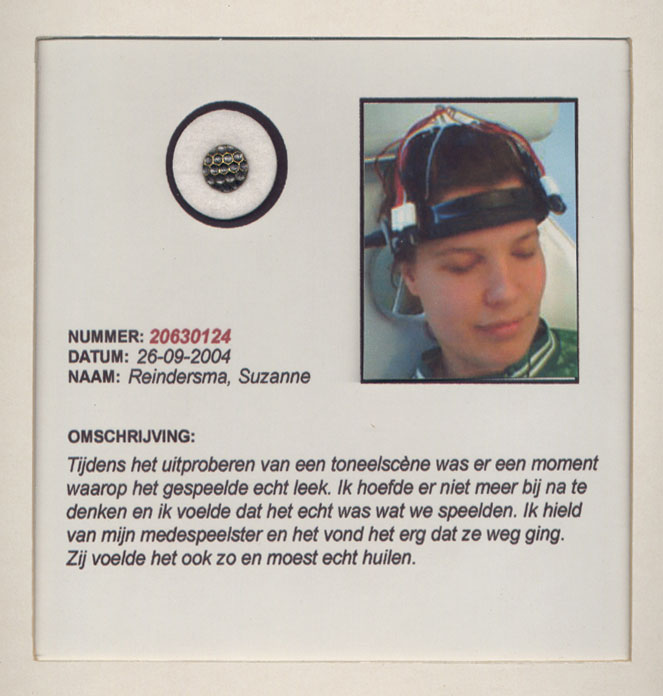 NUMMER: 20630124
DATUM: 26-09-2004
NAAM: Reindersma, Suzanne
OMSCHRIJVING:
Tijdens het uitproberen van een toneelscène was er een moment
waarop het gespeelde echt leek. Ik hoefde er niet meer bij na te
denken en ik voelde dat het echt was wat we speelden. Ik hield
van mijn medespeelster en het vond het erg dat ze weg ging.
Zij voelde het ook zo en moest echt huilen.